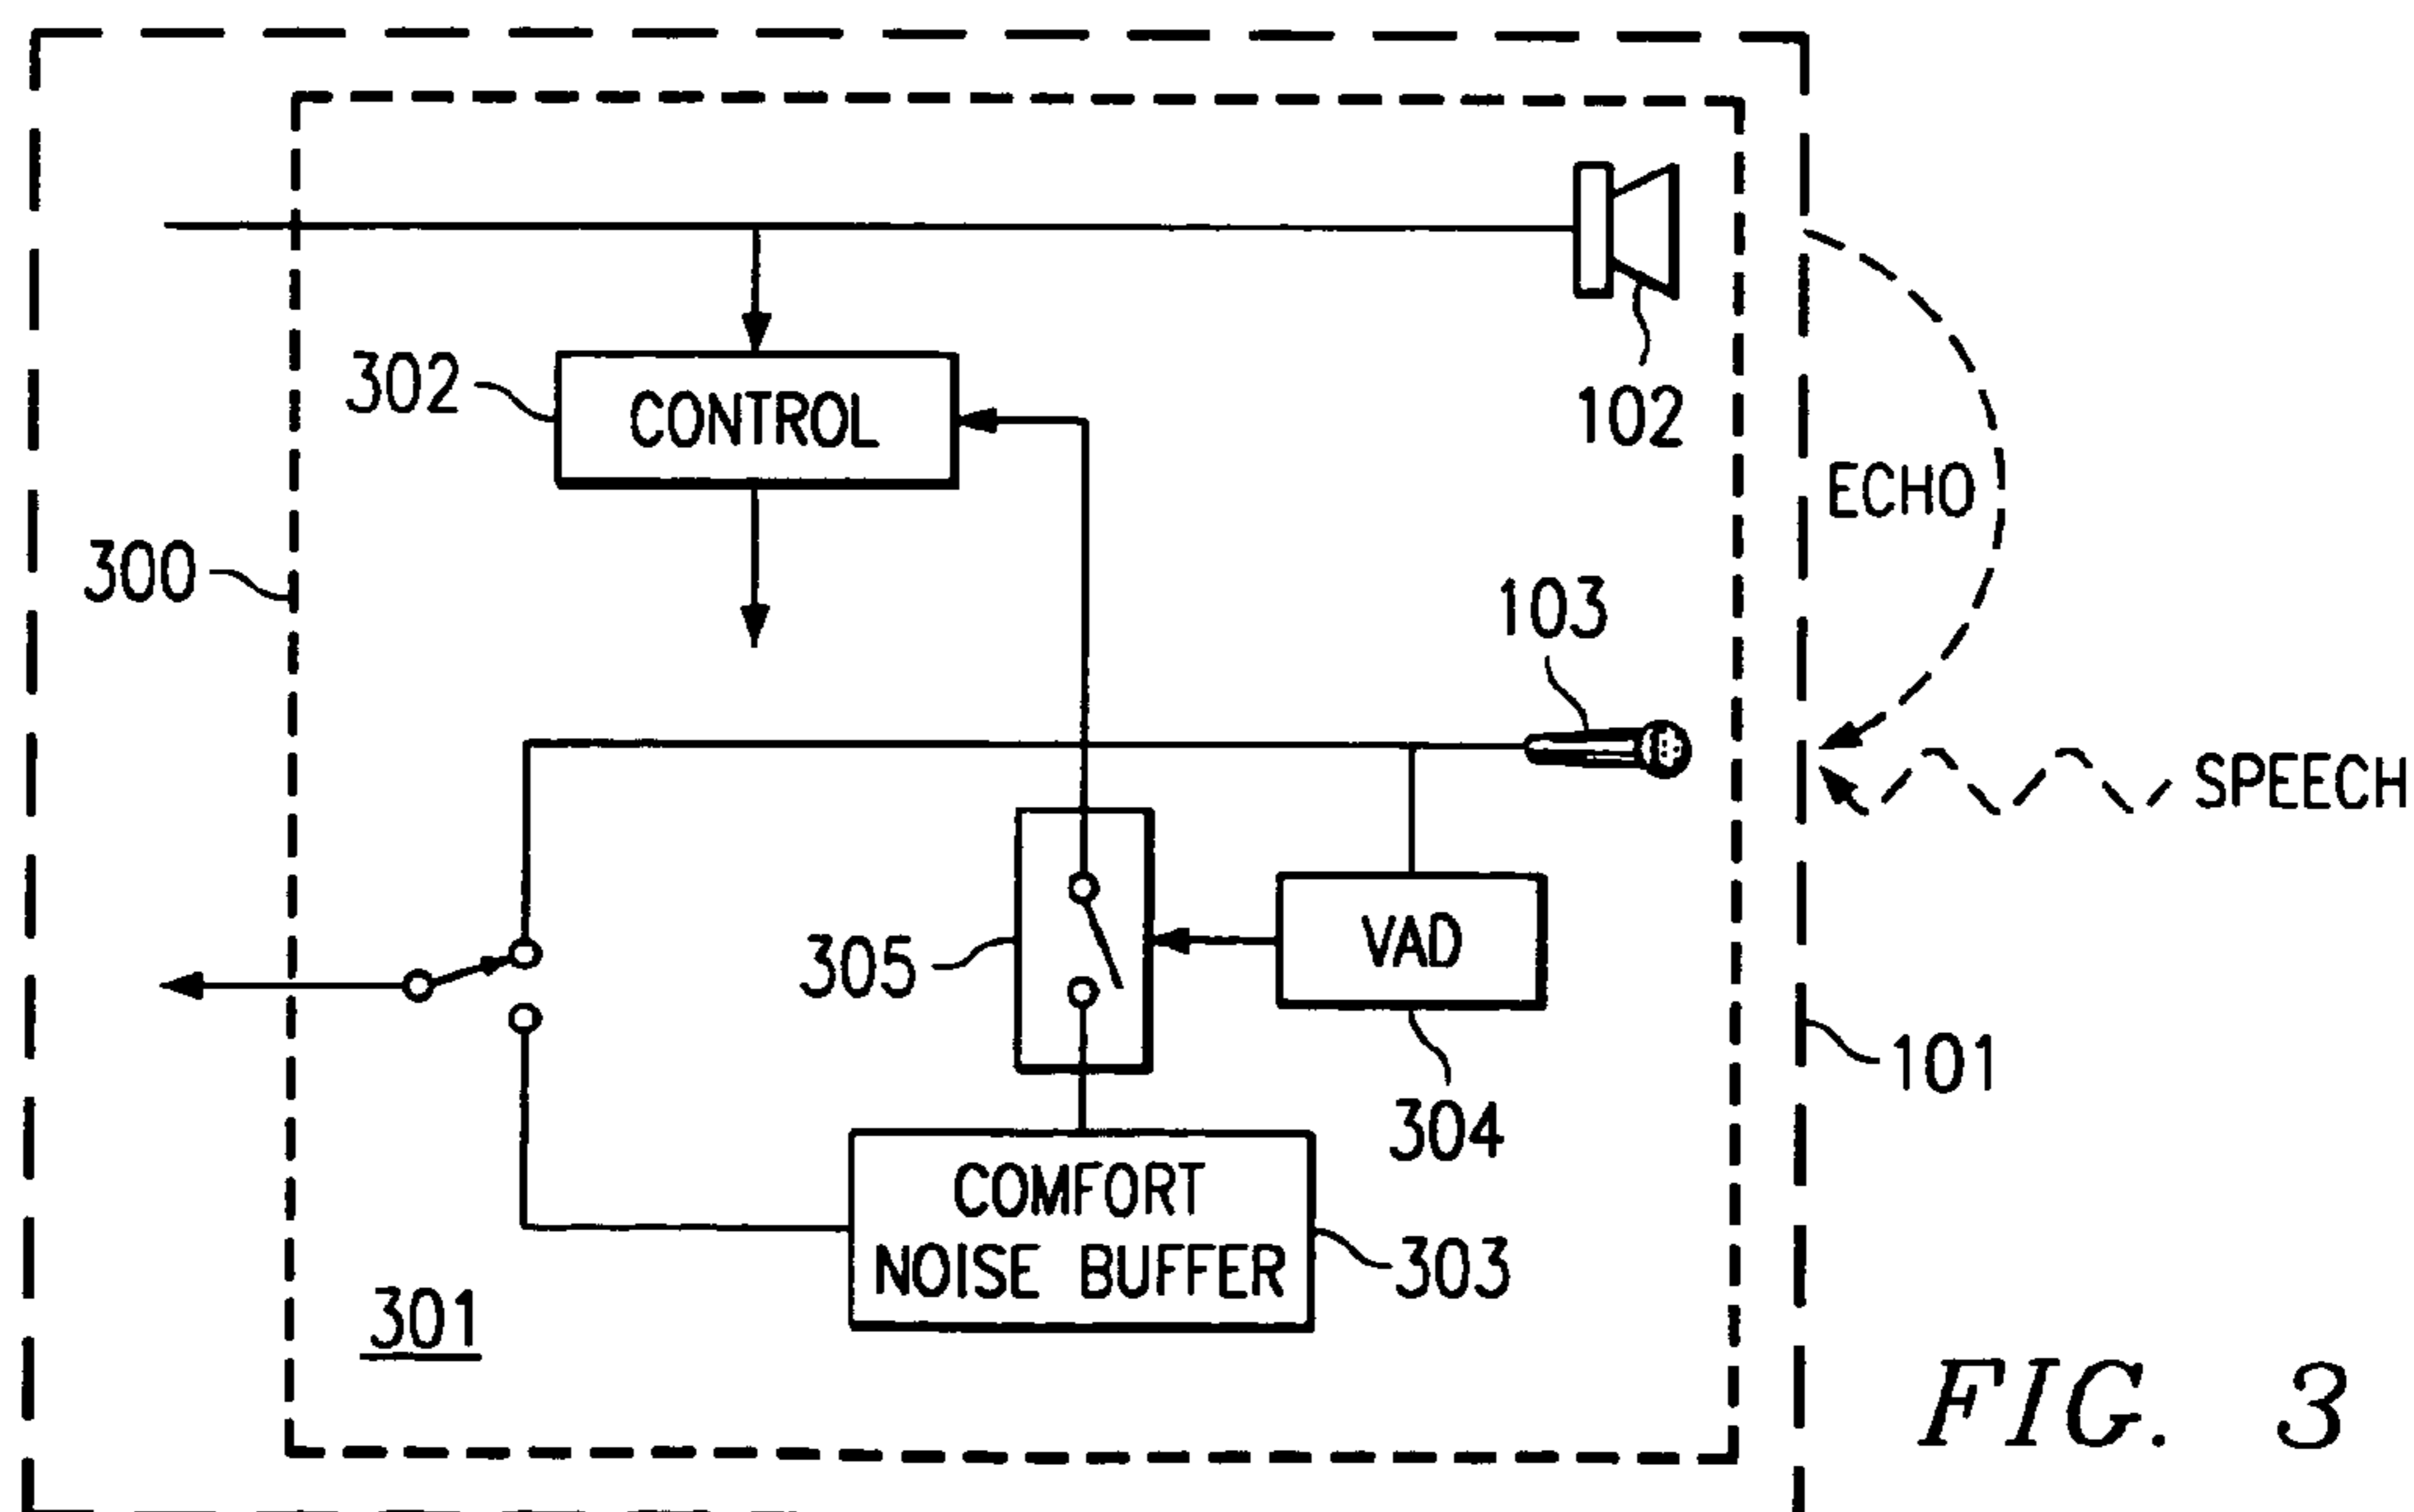 302
CONTROL
102
ECHO
300
103
SPEECH
305
VAD
101
304
COMFORT
NOISE BUFFER
303
301
FIG. 3